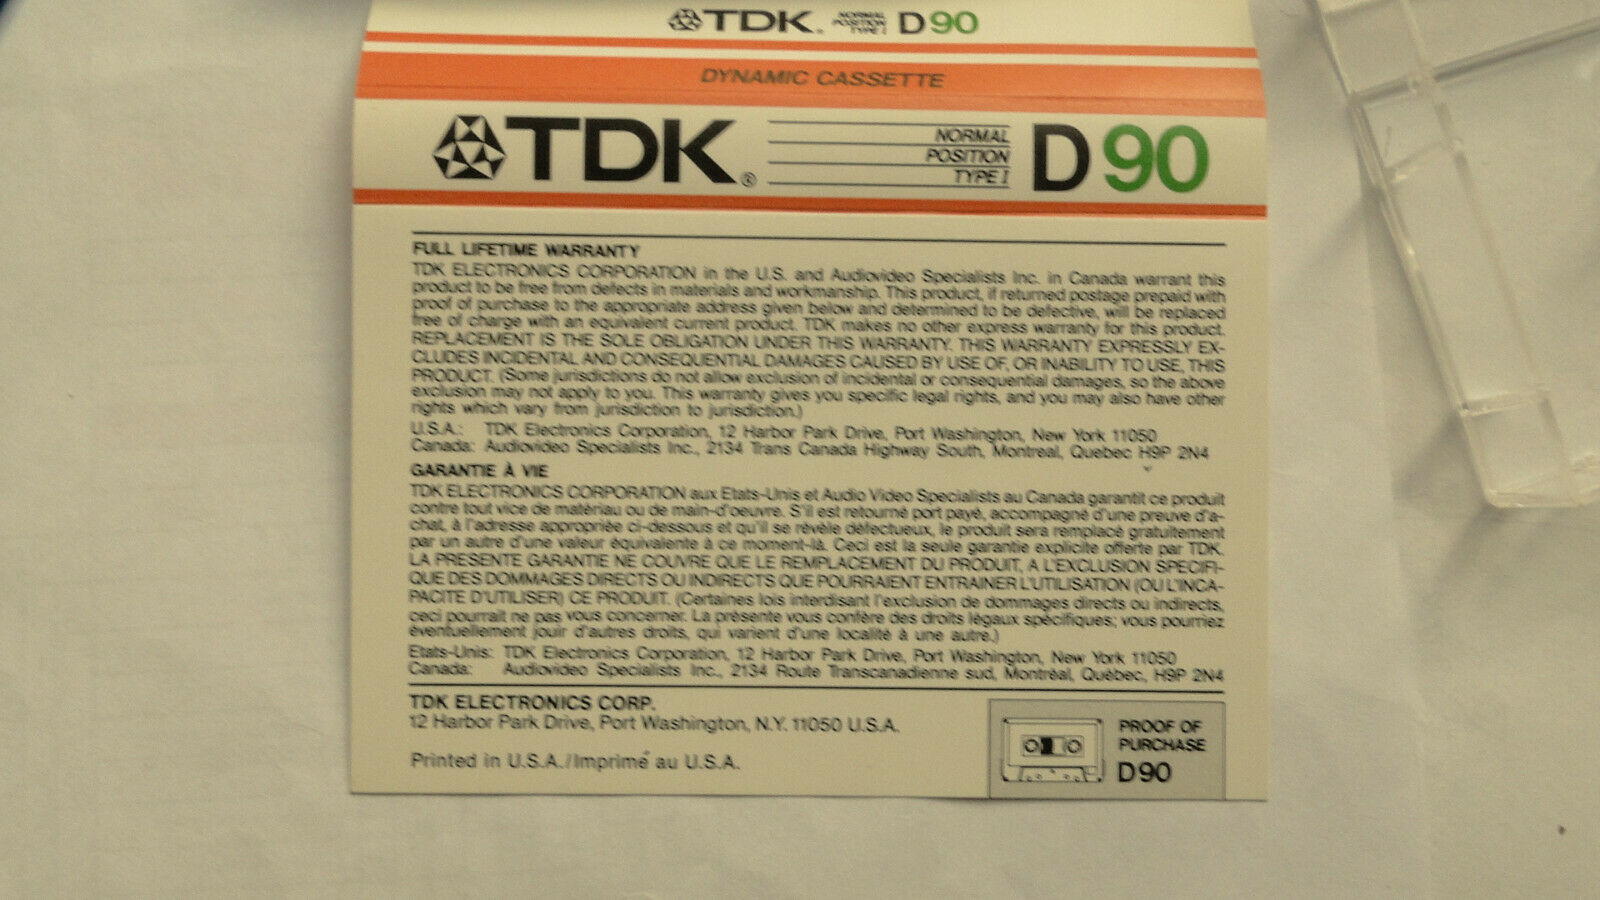 TDK® NORMAL POSITION TYPE I D90
DYNAMIC CASSETTE
TDK® NORMAL POSITION TYPE I D90
FULL LIFETIME WARRANTY
TDK ELECTRONICS CORPORATION in the U.S. and Audiovideo Specialists Inc. in Canada warrant this
product to be free from defects in materials and workmanship. This product, if returned postage prepaid with
proof of purchase to the appropriate address given below and determined to be defective, will be replaced
free of charge with an equivalent current product. TDK makes no other express warranty for this product.
REPLACEMENT IS THE SOLE OBLIGATION UNDER THIS WARRANTY. THIS WARRANTY EXPRESSLY EX-
CLUDES INCIDENTAL AND CONSEQUENTIAL DAMAGES CAUSED BY USE OF, OR INABILITY TO USE, THIS
PRODUCT. (Some jurisdictions do not allow exclusion of incidental or consequential damages, so the above
exclusion may not apply to you. This warranty gives you specific legal rights, and you may also have other
rights which vary from jurisdiction to jurisdiction.)
U.S.A.: TDK Electronics Corporation, 12 Harbor Park Drive, Port Washington, New York 11050
Canada: Audiovideo Specialists Inc., 2134 Trans Canada Highway South, Montreal, Quebec H9P 2N4
GARANTIE À VIE
TDK ELECTRONICS CORPORATION aux Etats-Unis et Audio Video Specialists au Canada garantit ce produit
contre tout vice de matériau ou de main-d'oeuvre. S'il est retourné port payé, accompagné d'une preuve d'a-
chat, à l'adresse appropriée ci-dessous et qu'il se révèle défectueux, le produit sera remplacé gratuitement
par un autre d'une valeur équivalente à ce moment-là. Ceci est la seule garantie explicite offerte par TDK.
LA PRESENTE GARANTIE NE COUVRE QUE LE REMPLACEMENT DU PRODUIT, A L'EXCLUSION SPECIFI-
QUE DES DOMMAGES DIRECTS OU INDIRECTS QUE POURRAIENT ENTRAINER L'UTILISATION (OU L'INCA-
PACITE D'UTILISER) CE PRODUIT. (Certaines lois interdisant l'exclusion de dommages directs ou indirects,
ceci pourrait ne pas vous concerner. La présente vous confère des droits légaux spécifiques; vous pourriez
éventuellement jouir d'autres droits, qui varient d'une localité à une autre.)
Etats-Unis: TDK Electronics Corporation, 12 Harbor Park Drive, Port Washington, New York 11050
Canada: Audiovideo Specialists Inc., 2134 Route Transcanadienne sud, Montréal, Québec, H9P 2N4
TDK ELECTRONICS CORP.
12 Harbor Park Drive, Port Washington, N.Y. 11050 U.S.A.
Printed in U.S.A./Imprimé au U.S.A.
PROOF OF
PURCHASE
D90